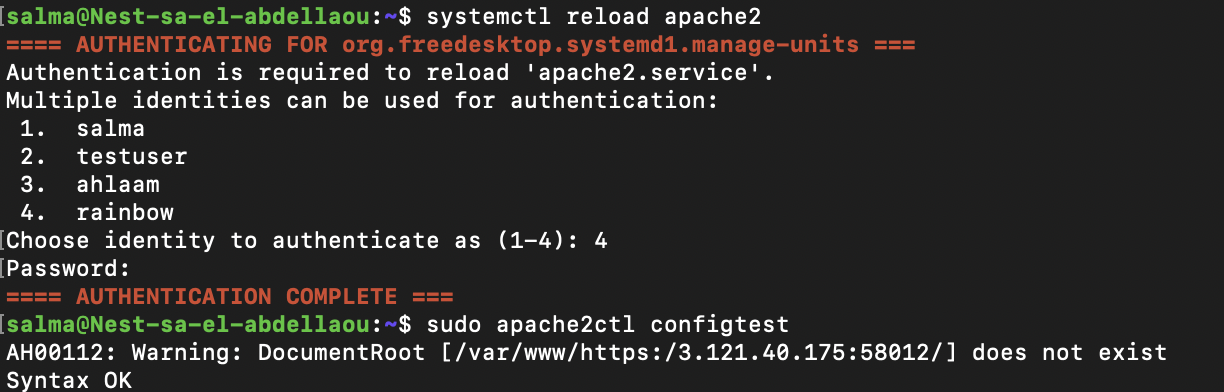 [salma@Nest-sa-el-abdellaou:~$ systemctl reload apache2
==== AUTHENTICATING FOR org.freedesktop.systemd1.manage-units ===
Authentication is required to reload 'apache2.service'.
Multiple identities can be used for authentication:
 1.  salma
 2.  testuser
 3.  ahlaam
 4.  rainbow
[Choose identity to authenticate as (1-4): 4
[Password:
==== AUTHENTICATION COMPLETE ===
[salma@Nest-sa-el-abdellaou:~$ sudo apache2ctl configtest
AH00112: Warning: DocumentRoot [/var/www/https:/3.121.40.175:58012/] does not exist
Syntax OK